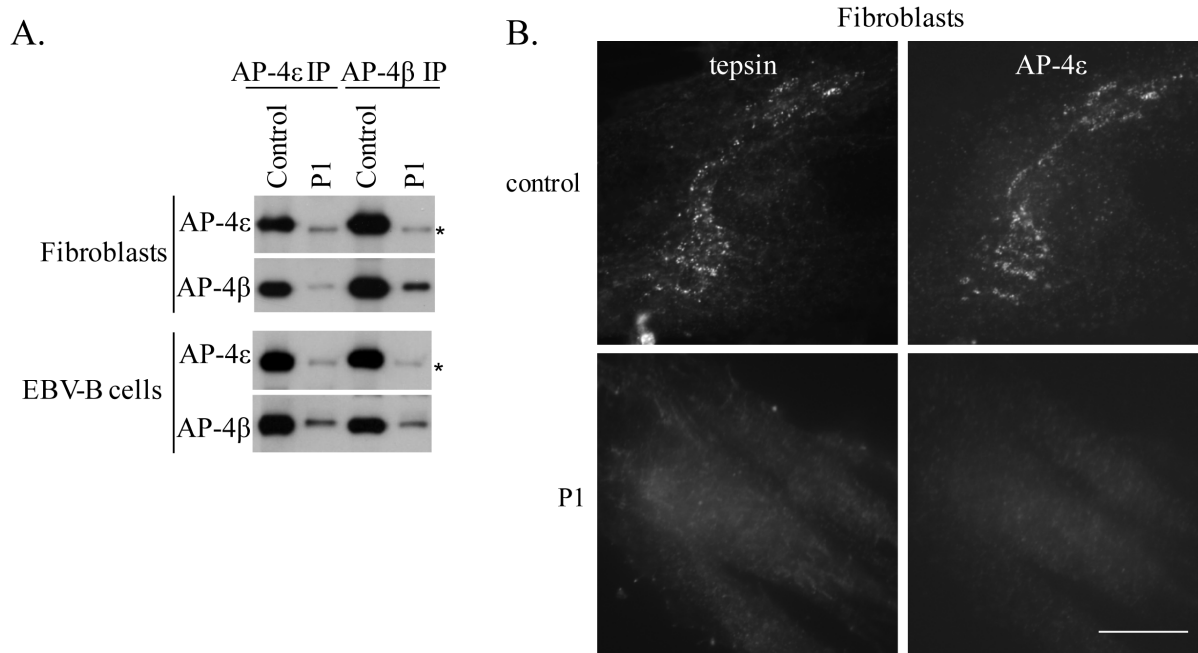 A.
AP-4ε IP AP-4β IP
Control P1 Control P1
Fibroblasts
AP-4ε
*
AP-4β
EBV-B cells
AP-4ε
*
AP-4β
B.
Fibroblasts
tepsin AP-4ε
control
P1